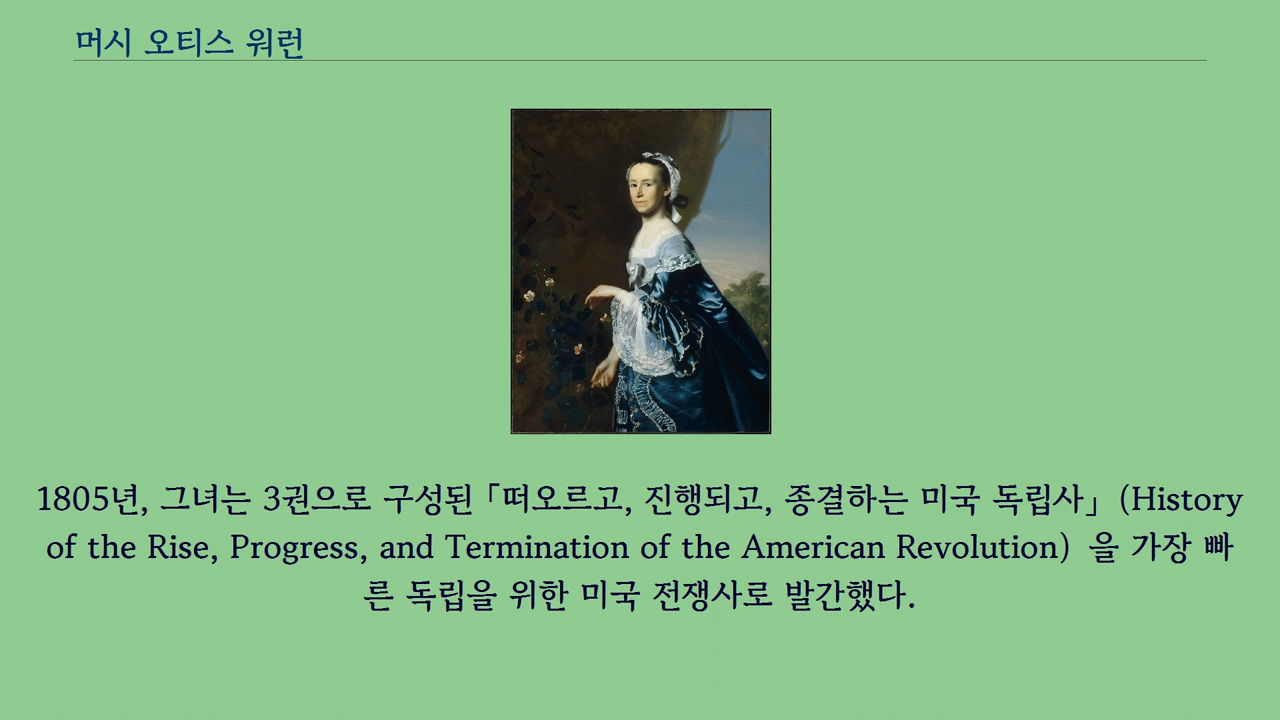 머시 오티스 워런
1805년, 그녀는 3권으로 구성된 「떠오르고, 진행되고, 종결하는 미국 독립사」(History
of the Rise, Progress, and Termination of the American Revolution) 을 가장 빠
른 독립을 위한 미국 전쟁사로 발간했다.